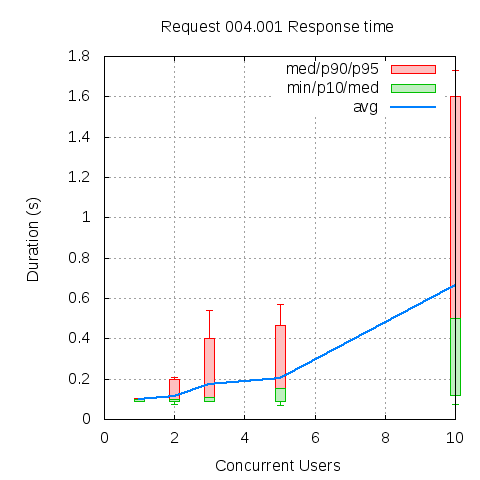 Request 004.001 Response time
med/p90/p95
min/p10/med
avg
1.8
1.6
1.4
1.2
1
0.8
0.6
0.4
0.2
0
0 2 4 6 8 10
Duration (s)
Concurrent Users